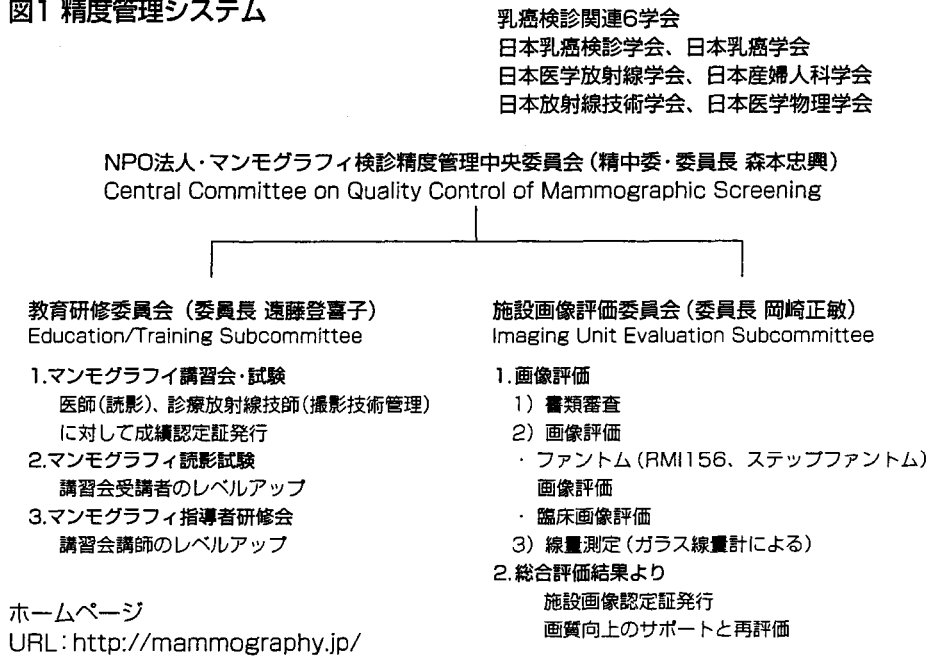 図1 精度管理システム
乳癌検診関連6学会
日本乳癌検診学会、日本乳癌学会
日本医学放射線学会、日本産婦人科学会
日本放射線技術学会、日本医学物理学会
NPO法人・マンモグラフィ検診精度管理中央委員会(精中委・委員長 森本忠興)
Central Committee on Quality Control of Mammographic Screening
教育研修委員会(委員長 遠藤登喜子)
Education/Training Subcommittee
1.マンモグラフィ講習会・試験
医師(読影)、診療放射線技師(撮影技術管理)
に対して成績認定証発行
2.マンモグラフィ読影試験
講習会受講者のレベルアップ
3.マンモグラフィ指導者研修会
講習会講師のレベルアップ
ホームページ
URL:http://mammography.jp/
施設画像評価委員会(委員長 岡崎正敏)
Imaging Unit Evaluation Subcommittee
1.画像評価
1)書類審査
2)画像評価
・ファントム(RMI156、ステップファントム)
画像評価
・臨床画像評価
3)線量測定(ガラス線量計による)
2.総合評価結果より
施設画像認定証発行
画質向上のサポートと再評価